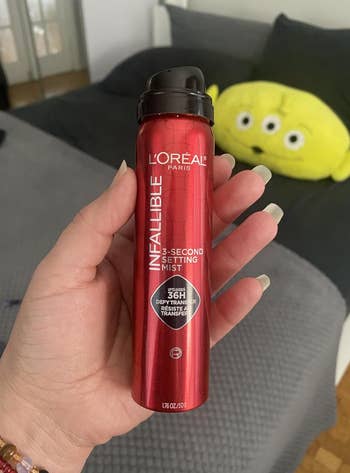 L'ORÉAL
PARIS
INFALLIBLE
3-SECOND
SETTING
MIST
36H
DEFY TRANSFER
RÉSISTE AU
TRANSFERT
1.76 OZ/50